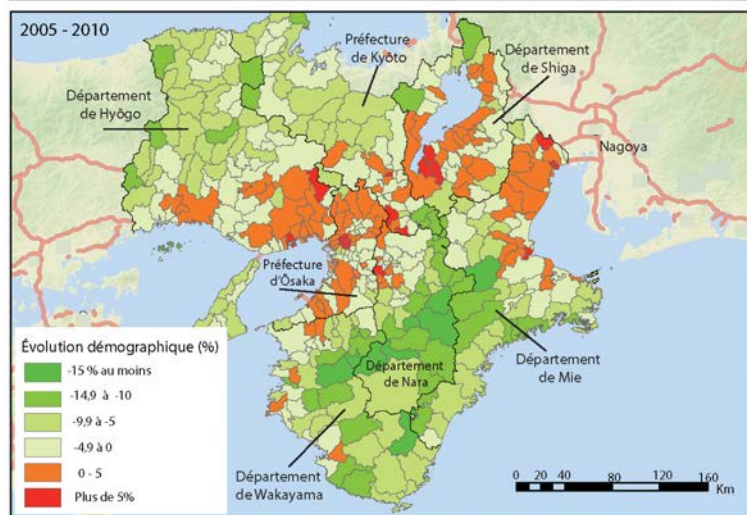 2005 - 2010
Préfecture
de Kyōto
Département
de Shiga
Département
de Hyōgo
Nagoya
Préfecture
d'Ōsaka
Département
de Nara
Département
de Mie
Département
de Wakayama
Évolution démographique (%)
-15 % au moins
-14,9 à -10
-9,9 à -5
-4,9 à 0
0 - 5
Plus de 5%
0 20 40 80 120 160
Km